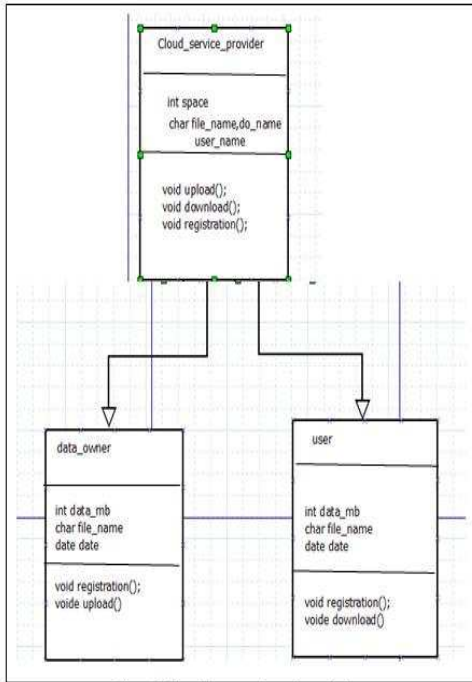 Cloud_service_provider
int space
char file_name,do_name
user_name
void upload();
void download();
void registration();
data_owner
int data_mb
char file_name
date date
void registration();
voide upload()
user
int data_mb
char file_name
date date
void registration();
voide download()